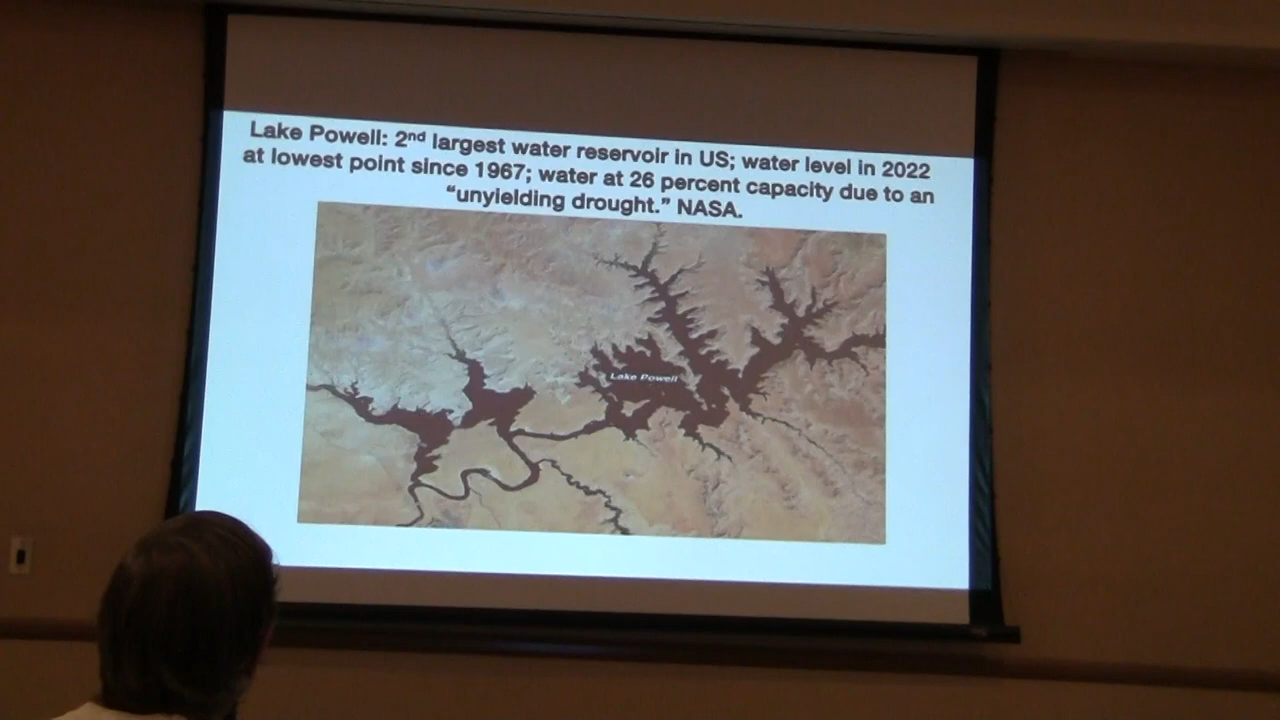 Lake Powell: 2nd largest water reservoir in US; water level in 2022
at lowest point since 1967; water at 26 percent capacity due to an
“unyielding drought.” NASA.
Lake Powell